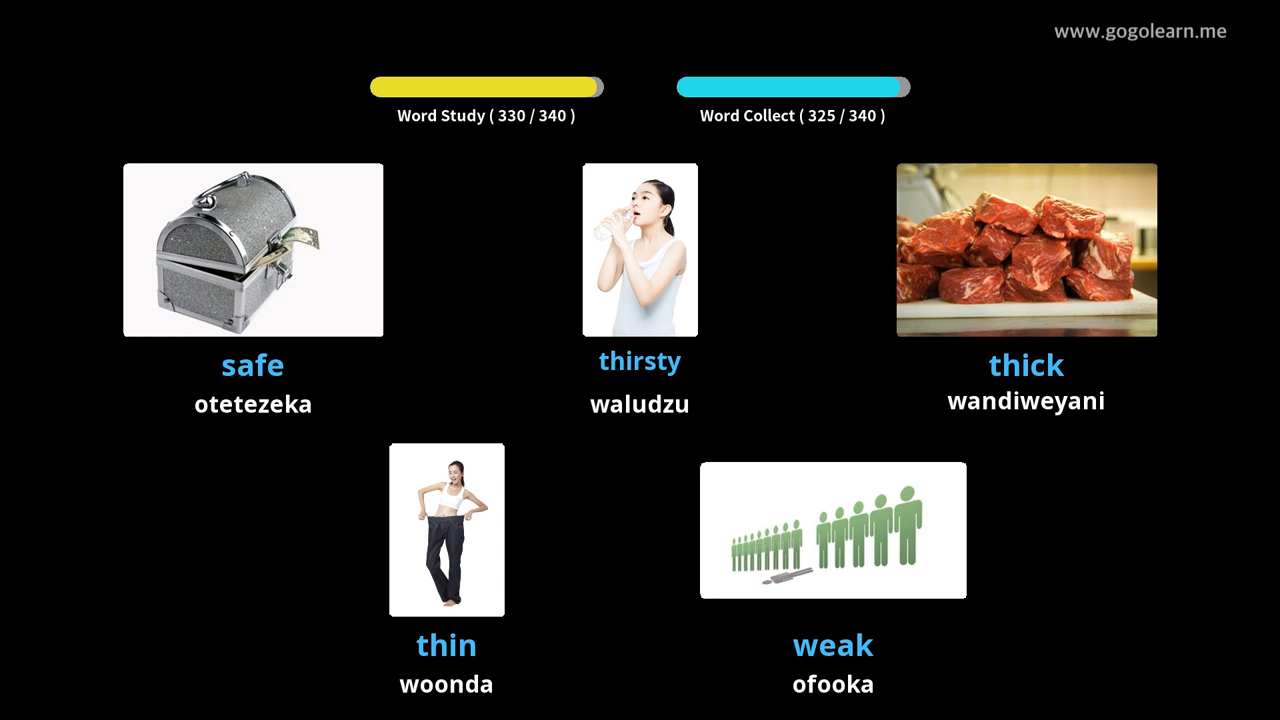 www.gogolearn.me
Word Study ( 330 / 340 )
Word Collect ( 325 / 340 )
safe
otetezeka
thirsty
waludzu
thick
wandiweyani
thin
woonda
weak
ofooka